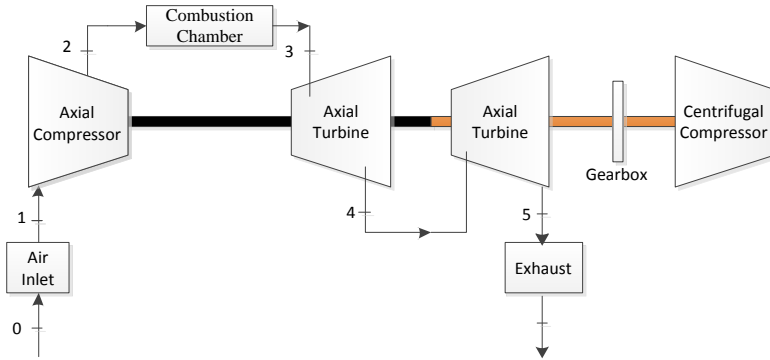 Combustion
Chamber
2
3
Axial
Compressor
Axial
Turbine
Axial
Turbine
Centrifugal
Compressor
Gearbox
1
4
5
Air
Inlet
Exhaust
0